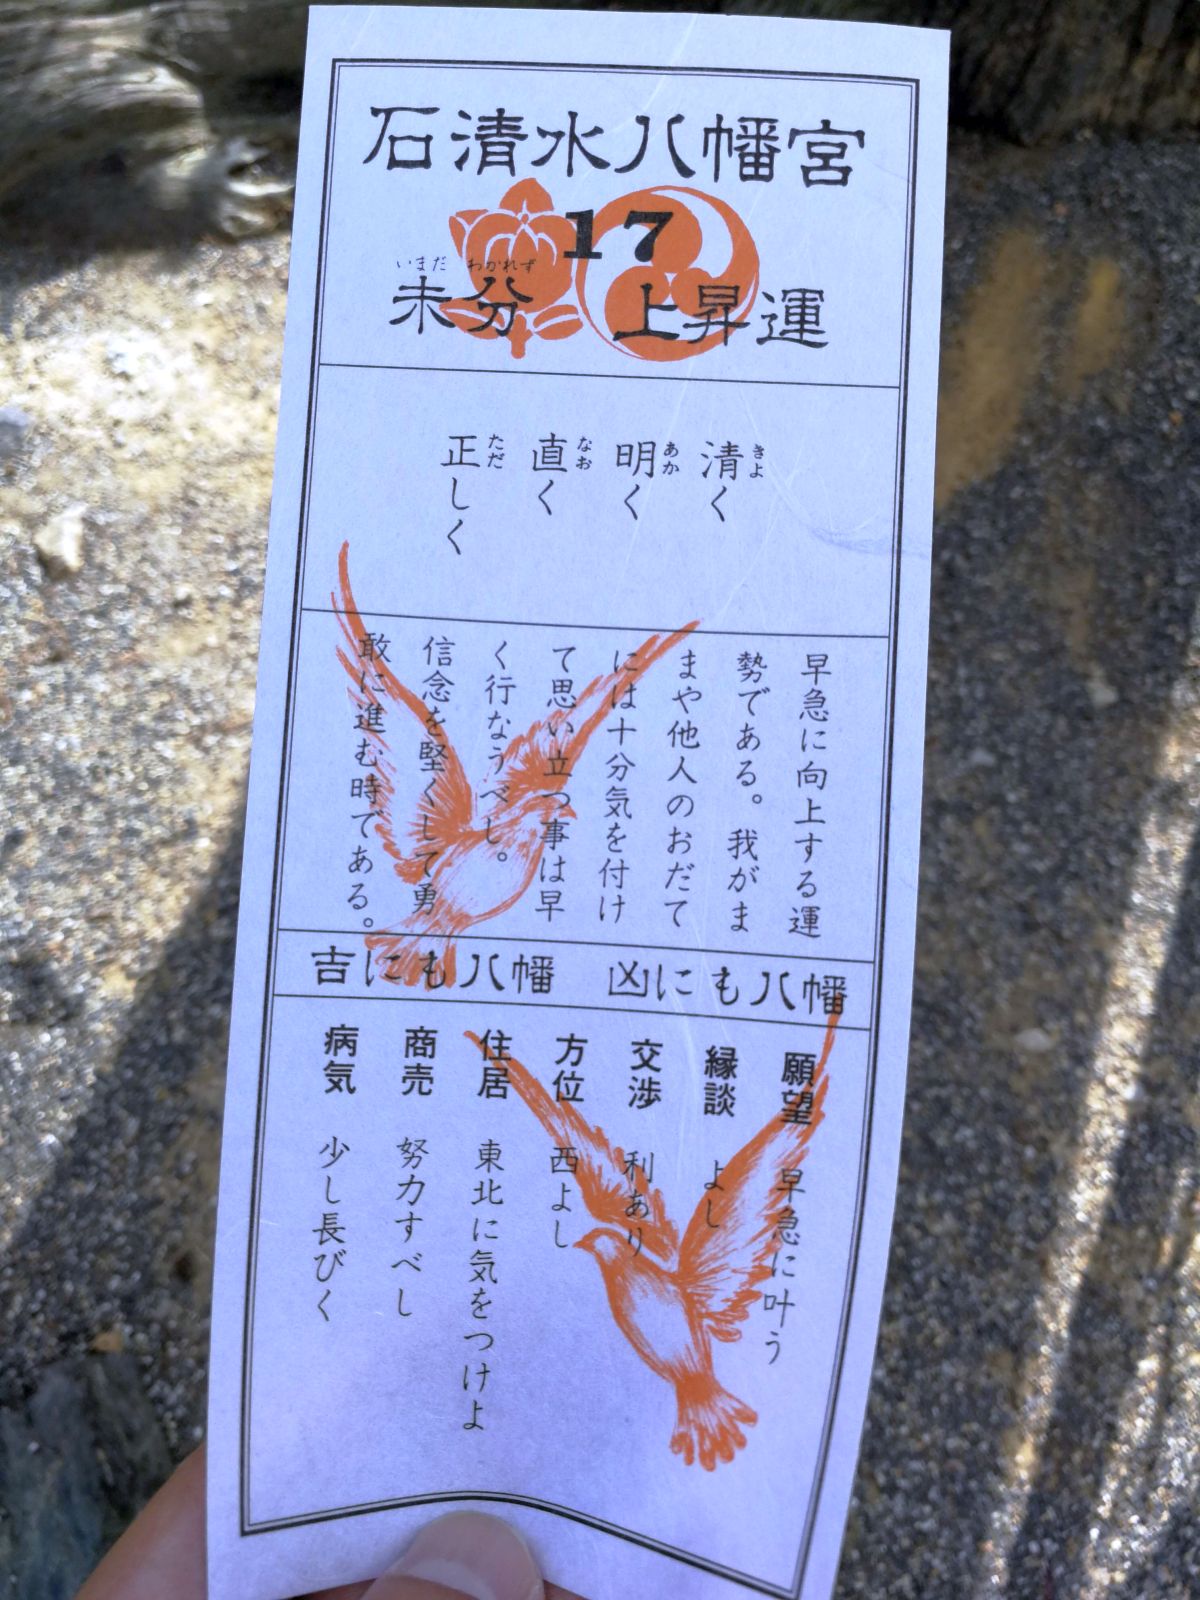 石清水八幡宮
17
いまだ わかれず
未分 上昇運
清く
きよ
明く
あか
直く
なお
正しく
ただ
早急に向上する運
勢である。我がま
まや他人のおだて
には十分気を付け
て思い立つ事は早
く行なうべし。
信念を堅くして勇
敢に進む時である。
吉にも八幡 凶にも八幡
願望 早急に叶う
縁談 よし
交渉 利あり
方位 西よし
住居 東北に気をつけよ
商売 努力すべし
病気 少し長びく